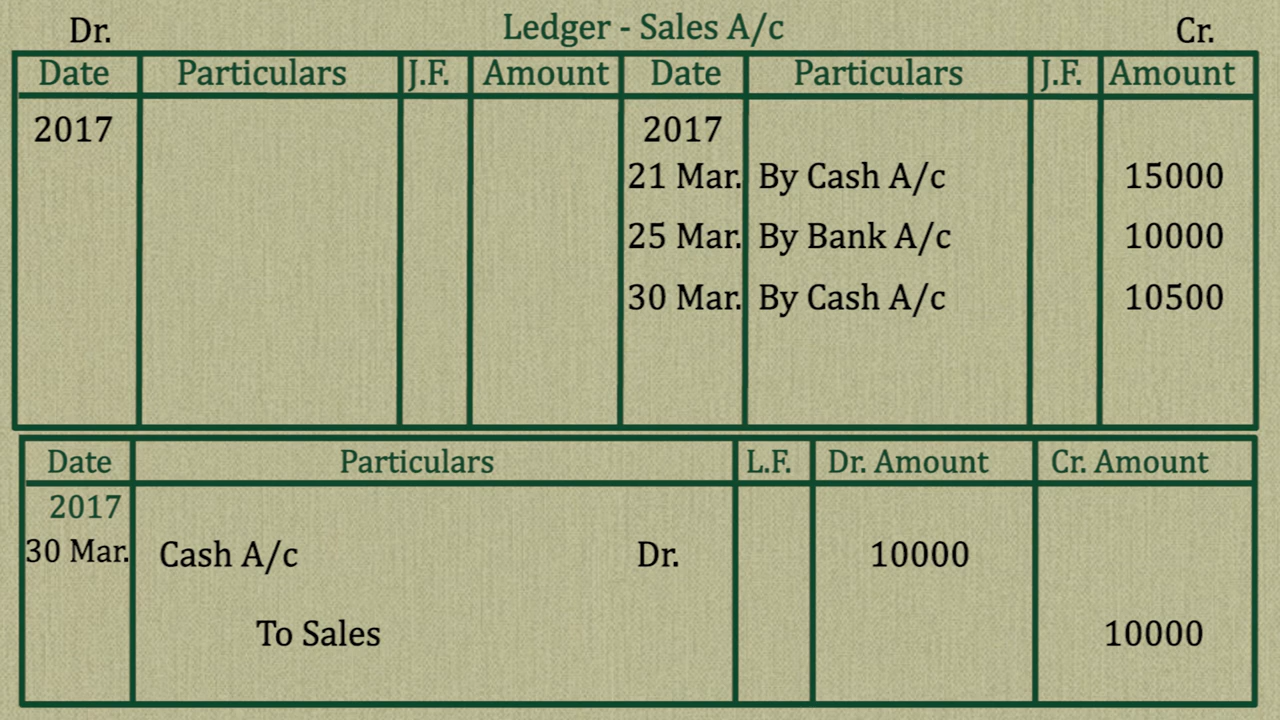 Dr. Ledger - Sales A/c Cr.
Date Particulars J.F. Amount Date Particulars J.F. Amount
2017 2017
21 Mar. By Cash A/c 15000
25 Mar. By Bank A/c 10000
30 Mar. By Cash A/c 10500
Date Particulars L.F. Dr. Amount Cr. Amount
2017
30 Mar. Cash A/c Dr. 10000
To Sales 10000